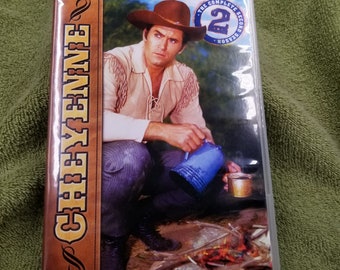 CHEYENNE
THE COMPLETE SECOND SEASON
2